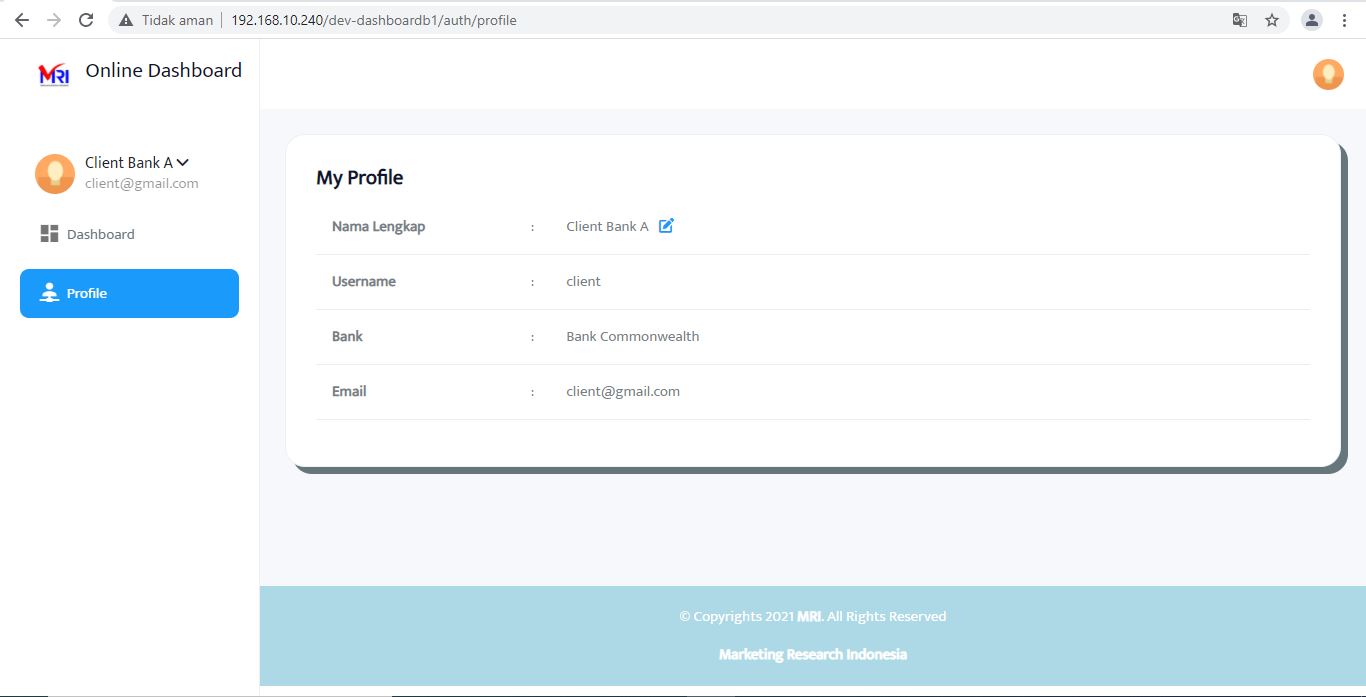 Tidak aman
192.168.10.240/dev-dashboardb1/auth/profile
MRI
Online Dashboard
Client Bank A
client@gmail.com
Dashboard
Profile
My Profile
Nama Lengkap : Client Bank A
Username : client
Bank : Bank Commonwealth
Email : client@gmail.com
© Copyrights 2021 MRI. All Rights Reserved
Marketing Research Indonesia